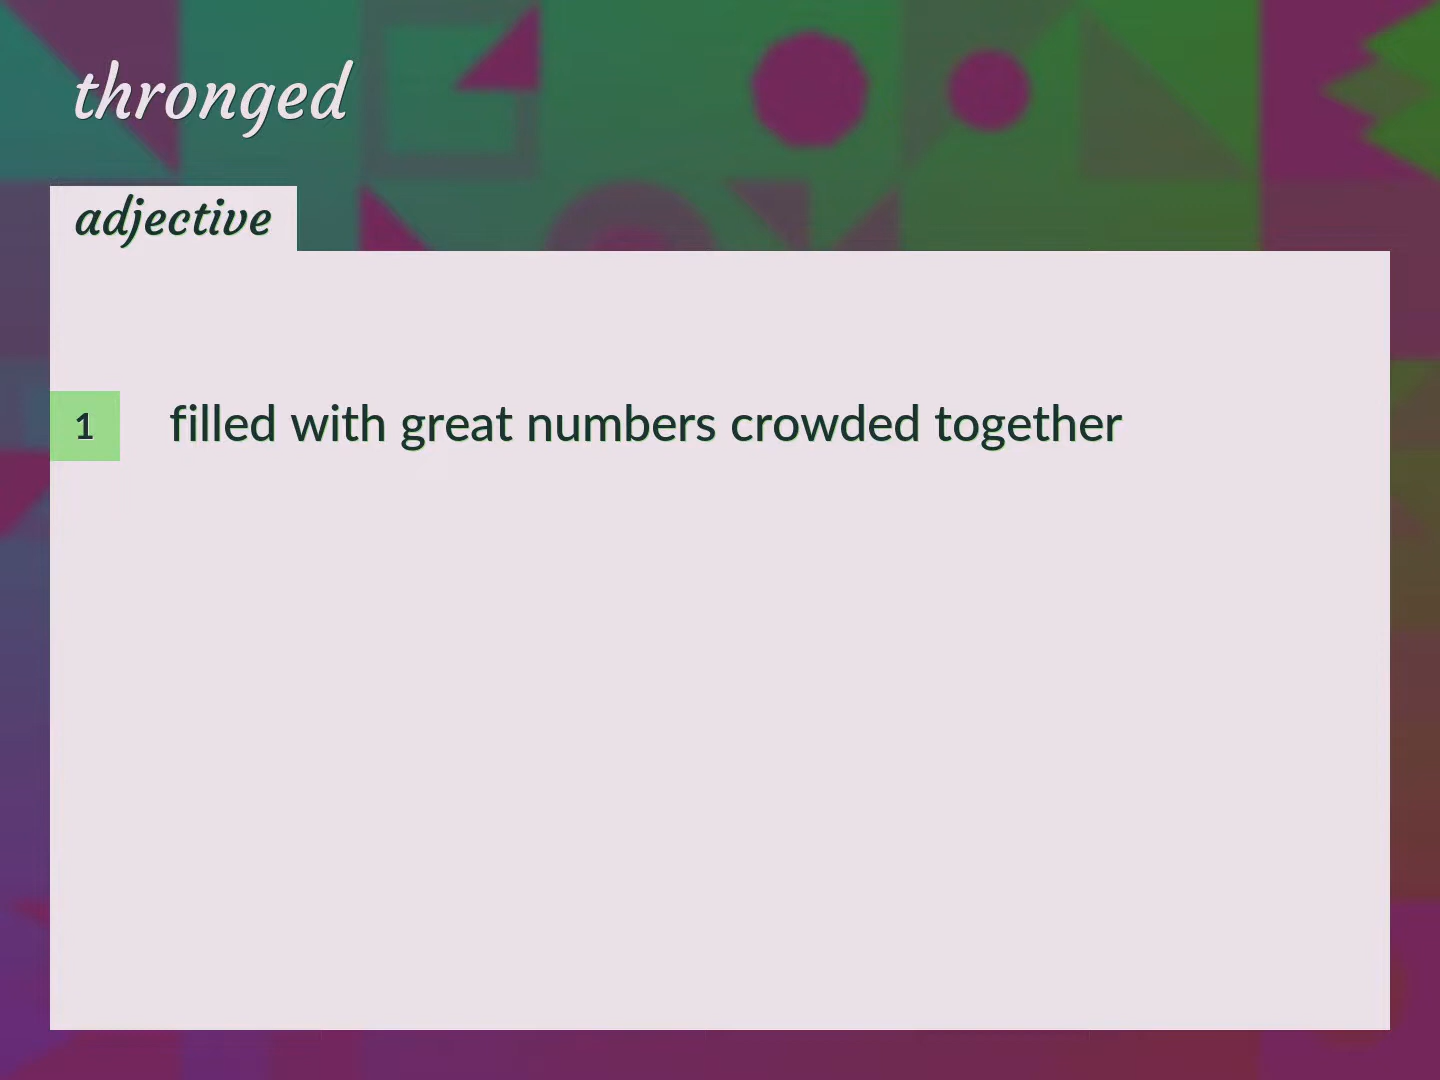 thronged
adjective
1 filled with great numbers crowded together